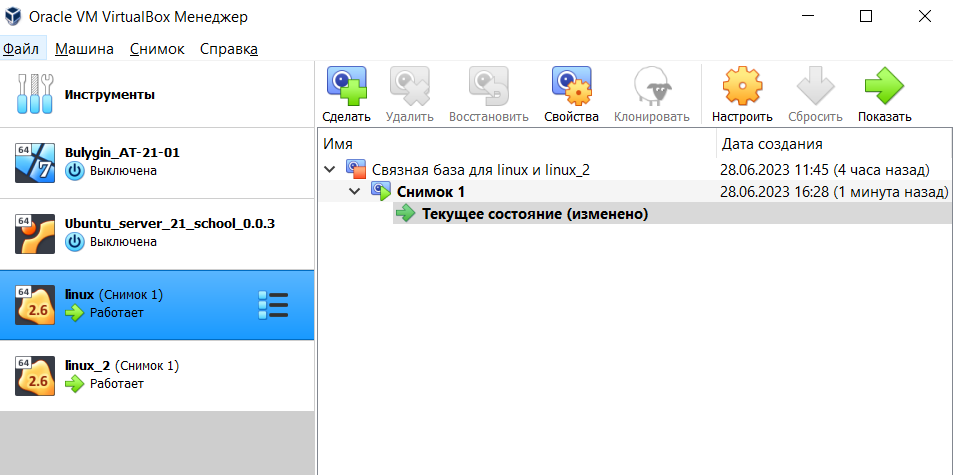 Oracle VM VirtualBox Менеджер
Файл Машина Снимок Справка
Инструменты
64
7
Bulygin_AT-21-01
Выключена
64
Ubuntu_server_21_school_0.0.3
Выключена
64
2.6
linux (Снимок 1)
Работает
64
2.6
linux_2 (Снимок 1)
Работает
Сделать Удалить Восстановить Свойства Клонировать Настроить Сбросить Показать
Имя Дата создания
Связная база для linux и linux_2 28.06.2023 11:45 (4 часа назад)
Снимок 1 28.06.2023 16:28 (1 минута назад)
Текущее состояние (изменено)